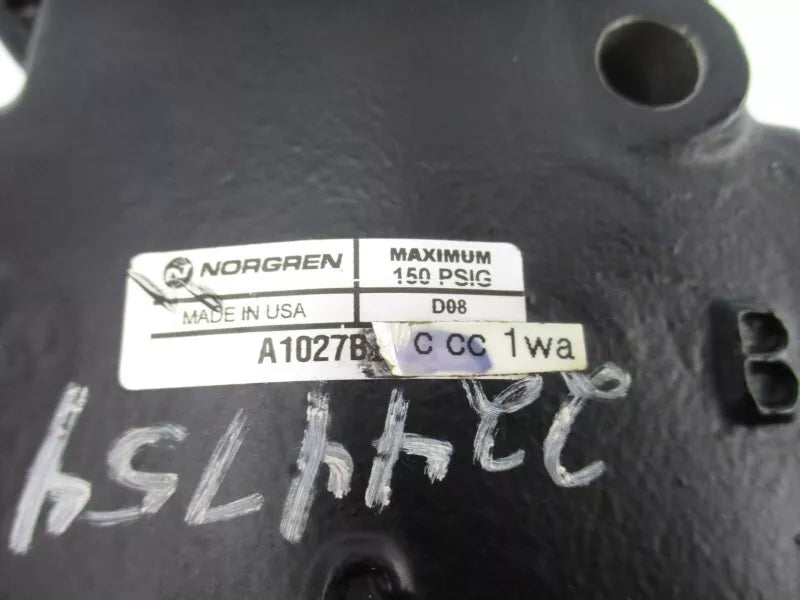 NORGREN
MAXIMUM
150 PSIG
MADE IN USA
D08
A1027B
C CC 1wa
B